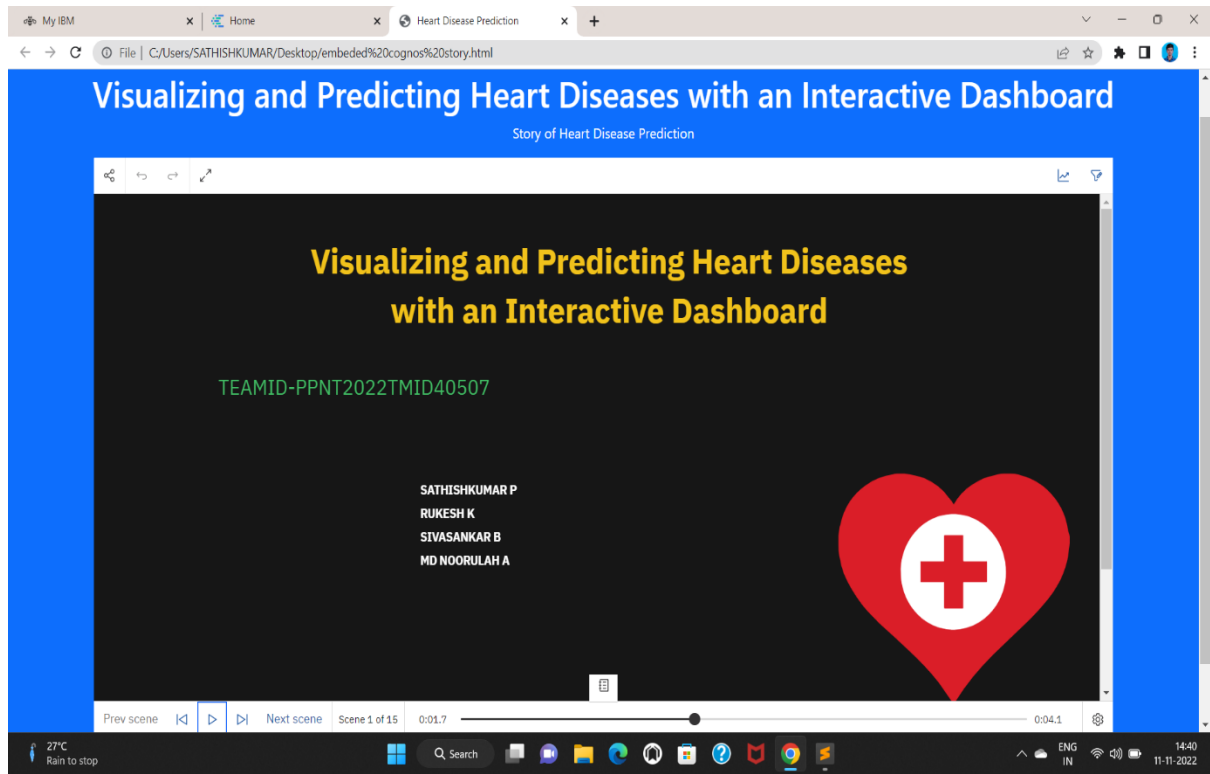 My IBM
Home
Heart Disease Prediction
File | C:/Users/SATHISHKUMAR/Desktop/embeded%20cognos%20story.html
Visualizing and Predicting Heart Diseases with an Interactive Dashboard
Story of Heart Disease Prediction
Visualizing and Predicting Heart Diseases
with an Interactive Dashboard
TEAMID-PPNT2022TMID40507
SATHISHKUMAR P
RUKESH K
SIVASANKAR B
MD NOORULAH A
Prev scene Next scene Scene 1 of 15 0:01.7 0:04.1
27°C
Rain to stop
Search
ENG
IN
14:40
11-11-2022